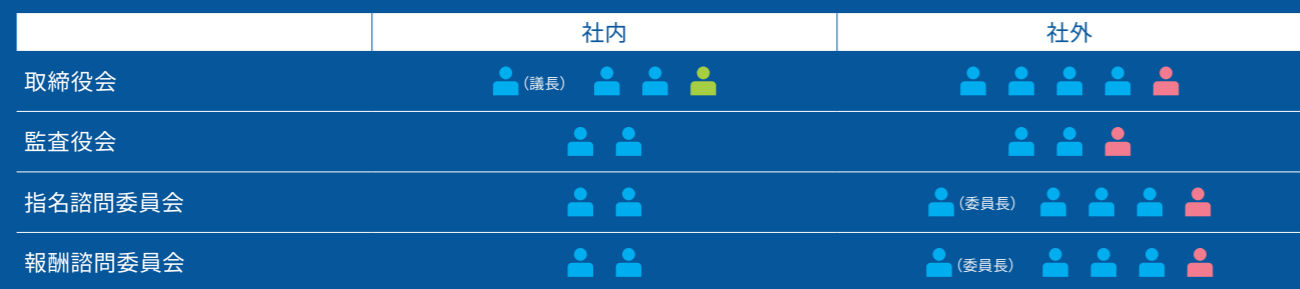 社内 社外
取締役会 (議長)
監査役会
指名諮問委員会 (委員長)
報酬諮問委員会 (委員長)